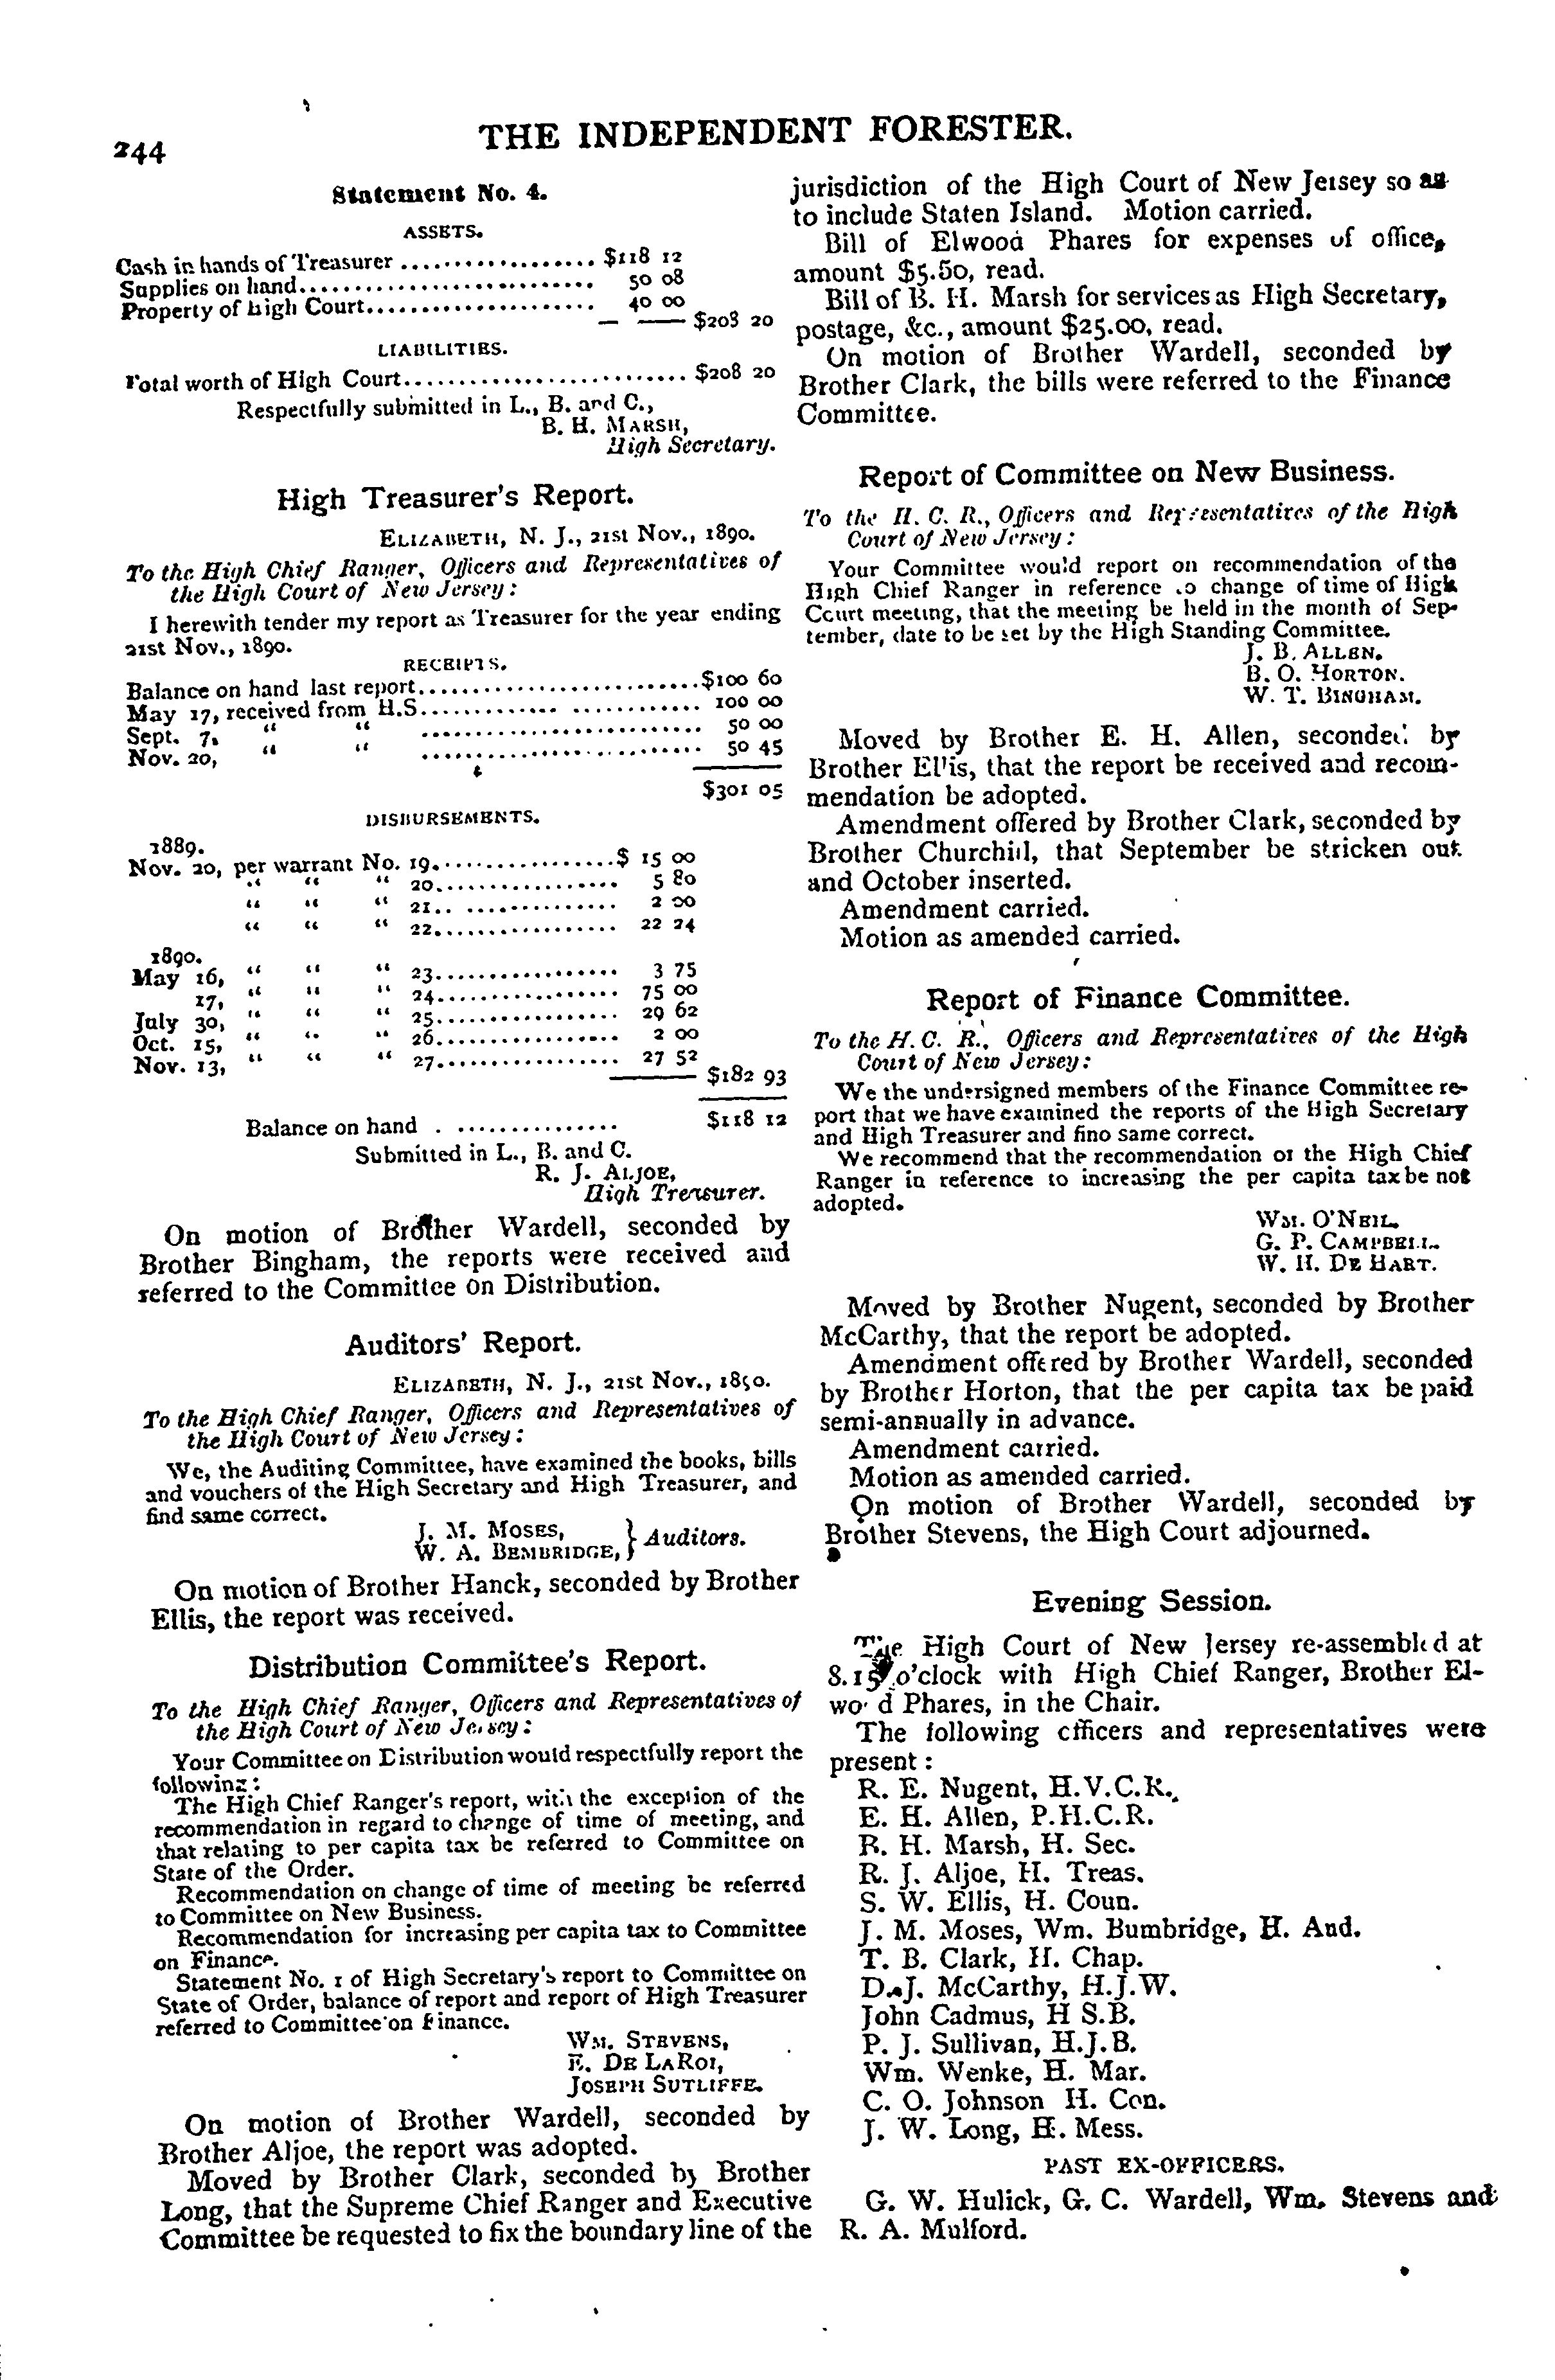 244
THE INDEPENDENT FORESTER.
Statement No. 4.
ASSETS.
Cash in hands of Treasurer .................. $118 12
Supplies on hand............................ 50 08
Property of High Court..................... 40 00
— —— $208 20
LIABILITIES.
Total worth of High Court.......................... $208 20
Respectfully submitted in L., B. and C.,
B. H. MARSH,
High Secretary.
High Treasurer's Report.
ELIZABETH, N. J., 21st Nov., 1890.
To the High Chief Ranger, Officers and Representatives of
the High Court of New Jersey:
I herewith tender my report as Treasurer for the year ending
21st Nov., 1890.
RECEIPTS.
Balance on hand last report..........................$100 60
May 17, received from H.S............. ............ 100 00
Sept. 7, " " .......................... 50 00
Nov. 20, " " .......................... 50 45
$301 05
DISBURSEMENTS.
1889.
Nov. 20, per warrant No. 19.................$ 15 00
" " " 20................. 5 80
" " " 21.. .............. 2 00
" " " 22................. 22 24
1890.
May 16, " " " 23................. 3 75
17, " " " 24................. 75 00
July 30, " " " 25................. 29 62
Oct. 15, " " " 26................. 2 00
Nov. 13, " " " 27................. 27 52
$182 93
Balance on hand . ............... $118 12
Submitted in L., B. and C.
R. J. ALJOE,
High Treasurer.
On motion of Brother Wardell, seconded by
Brother Bingham, the reports were received and
referred to the Committee on Distribution.
Auditors' Report.
ELIZABETH, N. J., 21st Nov., 1890.
To the High Chief Ranger, Officers and Representatives of
the High Court of New Jersey:
We, the Auditing Committee, have examined the books, bills
and vouchers of the High Secretary and High Treasurer, and
find same correct.
J. M. MOSES,
W. A. BEMBRIDGE, } Auditors.
On motion of Brother Hanck, seconded by Brother
Ellis, the report was received.
Distribution Committee's Report.
To the High Chief Ranger, Officers and Representatives of
the High Court of New Jersey:
Your Committee on Distribution would respectfully report the
following:
The High Chief Ranger's report, with the exception of the
recommendation in regard to change of time of meeting, and
that relating to per capita tax be referred to Committee on
State of the Order.
Recommendation on change of time of meeting be referred
to Committee on New Business.
Recommendation for increasing per capita tax to Committee
on Finance.
Statement No. 1 of High Secretary's report to Committee on
State of Order, balance of report and report of High Treasurer
referred to Committee on Finance.
WM. STEVENS,
E. DE LAROI,
JOSEPH SUTLIFFE.
On motion of Brother Wardell, seconded by
Brother Aljoe, the report was adopted.
Moved by Brother Clark, seconded by Brother
Long, that the Supreme Chief Ranger and Executive
Committee be requested to fix the boundary line of the
jurisdiction of the High Court of New Jersey so as
to include Staten Island. Motion carried.
Bill of Elwood Phares for expenses of office,
amount $5.50, read.
Bill of B. H. Marsh for services as High Secretary,
postage, &c., amount $25.00, read.
On motion of Brother Wardell, seconded by
Brother Clark, the bills were referred to the Finance
Committee.
Report of Committee on New Business.
To the H. C. R., Officers and Representatives of the High
Court of New Jersey:
Your Committee would report on recommendation of the
High Chief Ranger in reference to change of time of High
Court meeting, that the meeting be held in the month of Sep-
tember, date to be set by the High Standing Committee.
J. B. ALLEN.
B. O. HORTON.
W. T. BINGHAM.
Moved by Brother E. H. Allen, seconded by
Brother Ellis, that the report be received and recom-
mendation be adopted.
Amendment offered by Brother Clark, seconded by
Brother Churchill, that September be stricken out
and October inserted.
Amendment carried.
Motion as amended carried.
Report of Finance Committee.
To the H. C. R., Officers and Representatives of the High
Court of New Jersey:
We the undersigned members of the Finance Committee re-
port that we have examined the reports of the High Secretary
and High Treasurer and find same correct.
We recommend that the recommendation of the High Chief
Ranger in reference to increasing the per capita tax be not
adopted.
WM. O'NEIL.
G. P. CAMPBELL.
W. H. DE HART.
Moved by Brother Nugent, seconded by Brother
McCarthy, that the report be adopted.
Amendment offered by Brother Wardell, seconded
by Brother Horton, that the per capita tax be paid
semi-annually in advance.
Amendment carried.
Motion as amended carried.
On motion of Brother Wardell, seconded by
Brother Stevens, the High Court adjourned.
Evening Session.
The High Court of New Jersey re-assembled at
8.15 o'clock with High Chief Ranger, Brother El-
wood Phares, in the Chair.
The following officers and representatives were
present:
R. E. Nugent, H.V.C.R.
E. H. Allen, P.H.C.R.
B. H. Marsh, H. Sec.
R. J. Aljoe, H. Treas.
S. W. Ellis, H. Coun.
J. M. Moses, Wm. Bumbridge, H. Aud.
T. B. Clark, H. Chap.
D. J. McCarthy, H.J.W.
John Cadmus, H S.B.
P. J. Sullivan, H.J.B.
Wm. Wenke, H. Mar.
C. O. Johnson H. Con.
J. W. Long, H. Mess.
PAST EX-OFFICERS.
G. W. Hulick, G. C. Wardell, Wm. Stevens and
R. A. Mulford.